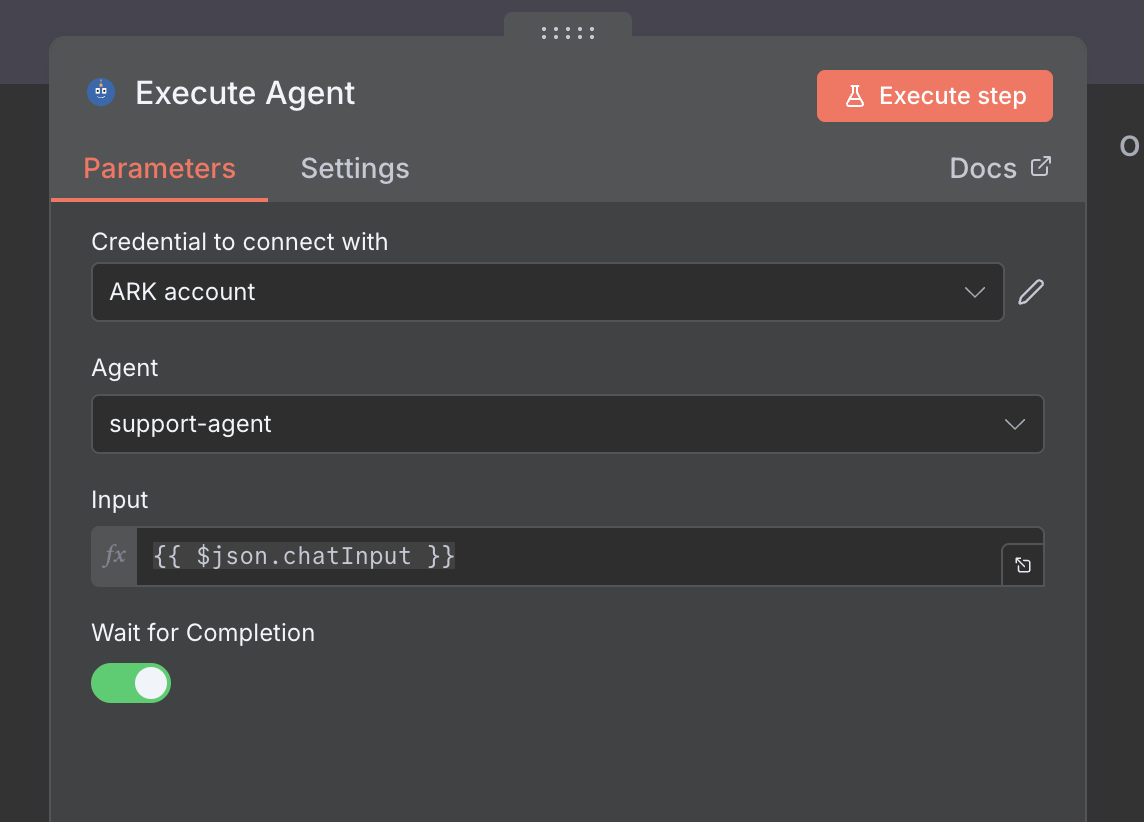 Execute Agent
Execute step
Parameters
Settings
Docs
Credential to connect with
ARK account
Agent
support-agent
Input
fx
{{ $json.chatInput }}
Wait for Completion